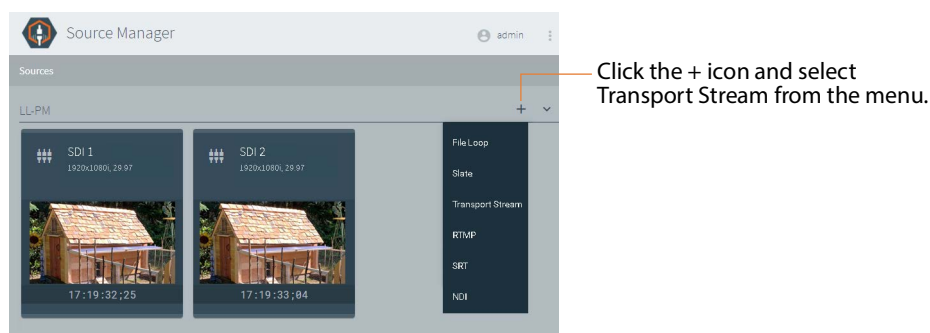 Source Manager
admin
Sources
LL-PM
Click the + icon and select
Transport Stream from the menu.
SDI 1
1920x1080i, 29.97
SDI 2
1920x1080i, 29.97
File Loop
Slate
Transport Stream
RTMP
SRT
NDI
17:19:32;25
17:19:33;04